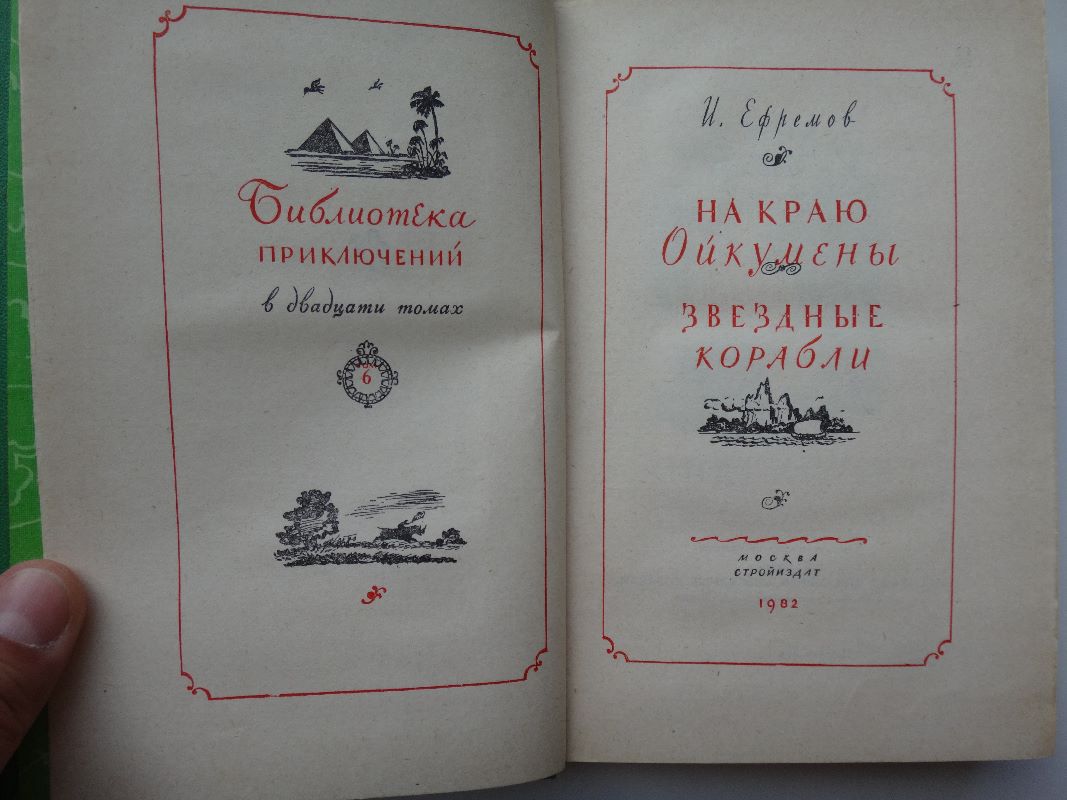 Библиотека
ПРИКЛЮЧЕНИЙ
в двадцати томах
6
И. Ефремов
НА КРАЮ
Ойкумены
ЗВЕЗДНЫЕ
КОРАБЛИ
МОСКВА
СТРОЙИЗДАТ
1982